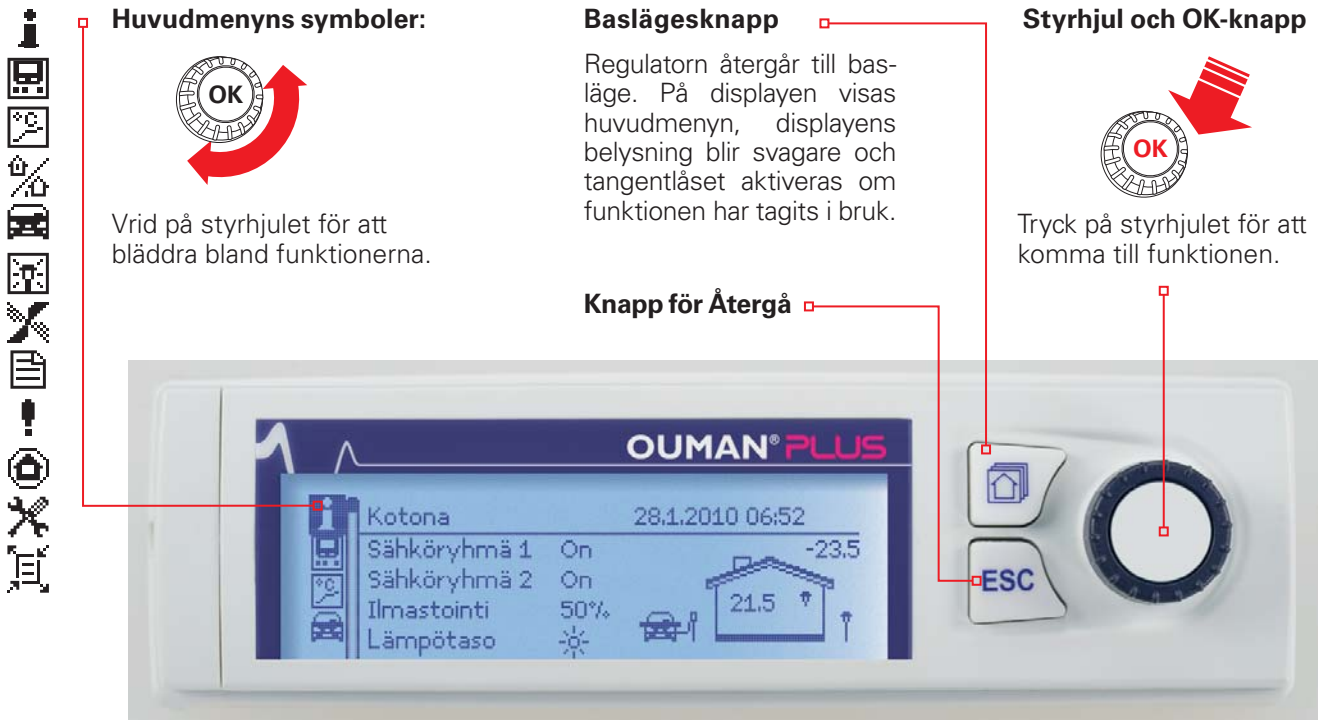 Huvudmenyns symboler:
OK
Vrid på styrhjulet för att
bläddra bland funktionerna.
Baslägesknapp
Regulatorn återgår till bas-
läge. På displayen visas
huvudmenyn, displayens
belysning blir svagare och
tangentlåset aktiveras om
funktionen har tagits i bruk.
Knapp för Återgå
Styrhjul och OK-knapp
OK
Tryck på styrhjulet för att
komma till funktionen.
OUMAN® PLUS
Kotona 28.1.2010 06:52
Sähköryhmä 1 On -23.5
Sähköryhmä 2 On
Ilmastointi 50% 21.5
Lämpötaso
ESC